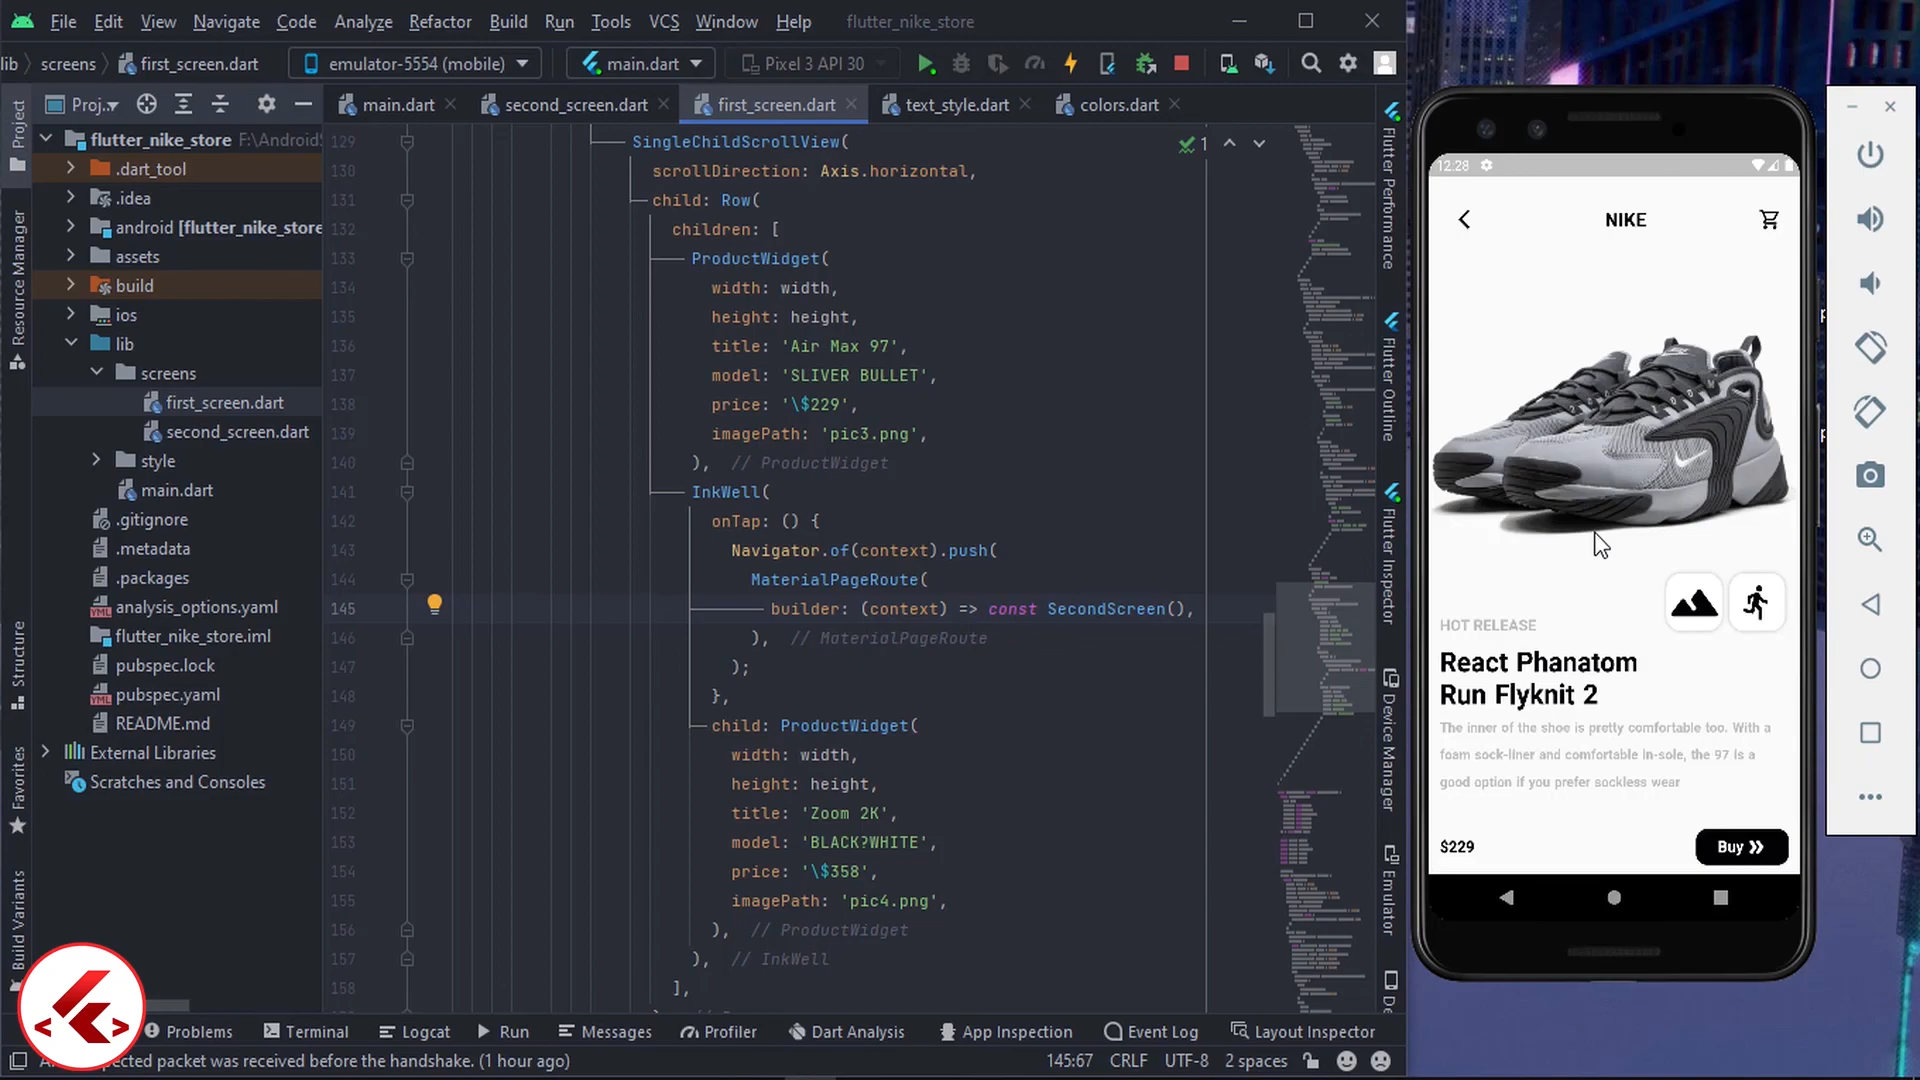 File Edit View Navigate Code Analyze Refactor Build Run Tools VCS Window Help flutter_nike_store
lib screens first_screen.dart emulator-5554 (mobile) main.dart Pixel 3 API 30
Proj... main.dart second_screen.dart first_screen.dart text_style.dart colors.dart
Project
Resource Manager
Structure
Favorites
Build Variants
flutter_nike_store F:\Android
.dart_tool
.idea
android [flutter_nike_store
assets
build
ios
lib
screens
first_screen.dart
second_screen.dart
style
main.dart
.gitignore
.metadata
.packages
analysis_options.yaml
flutter_nike_store.iml
pubspec.lock
pubspec.yaml
README.md
External Libraries
Scratches and Consoles
1
129 SingleChildScrollView(
130 scrollDirection: Axis.horizontal,
131 child: Row(
132 children: [
133 ProductWidget(
134 width: width,
135 height: height,
136 title: 'Air Max 97',
137 model: 'SLIVER BULLET',
138 price: '\$229',
139 imagePath: 'pic3.png',
140 ), // ProductWidget
141 InkWell(
142 onTap: () {
143 Navigator.of(context).push(
144 MaterialPageRoute(
145 builder: (context) => const SecondScreen(),
146 ), // MaterialPageRoute
147 );
148 },
149 child: ProductWidget(
150 width: width,
151 height: height,
152 title: 'Zoom 2K',
153 model: 'BLACK?WHITE',
154 price: '\$358',
155 imagePath: 'pic4.png',
156 ), // ProductWidget
157 ), // InkWell
158 ],
Flutter Performance
Flutter Outline
Flutter Inspector
Device Manager
Emulator
12:28
NIKE
HOT RELEASE
React Phanatom
Run Flyknit 2
The inner of the shoe is pretty comfortable too. With a
foam sock-liner and comfortable in-sole, the 97 is a
good option if you prefer sockless wear
$229 Buy
Problems Terminal Logcat Run Messages Profiler Dart Analysis App Inspection Event Log Layout Inspector
packet was received before the handshake. (1 hour ago) 145:67 CRLF UTF-8 2 spaces